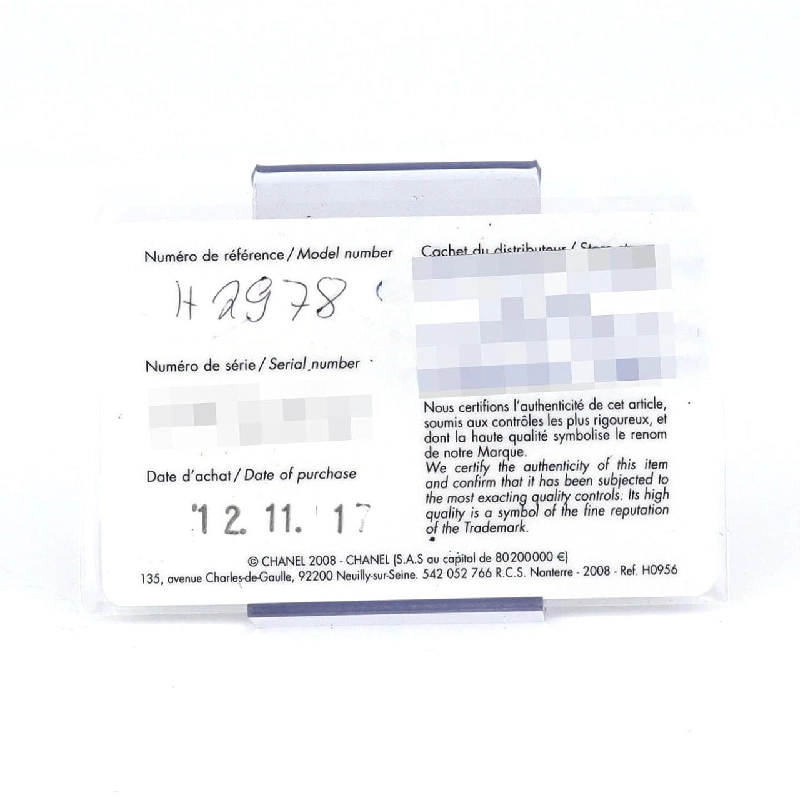 Numéro de référence / Model number
H2978
Numéro de série / Serial number
Date d'achat / Date of purchase
'12.11.'17
Cachet du distributeur /
Nous certifions l'authenticité de cet article,
soumis aux contrôles les plus rigoureux, et
dont la haute qualité symbolise le renom
de notre Marque.
We certify the authenticity of this item
and confirm that it has been subjected to
the most exacting quality controls. Its high
quality is a symbol of the fine reputation
of the Trademark.
© CHANEL 2008 - CHANEL (S.A.S au capital de 80200000 €)
135, avenue Charles-de-Gaulle, 92200 Neuilly-sur-Seine. 542 052 766 R.C.S. Nanterre - 2008 - Ref. H0956